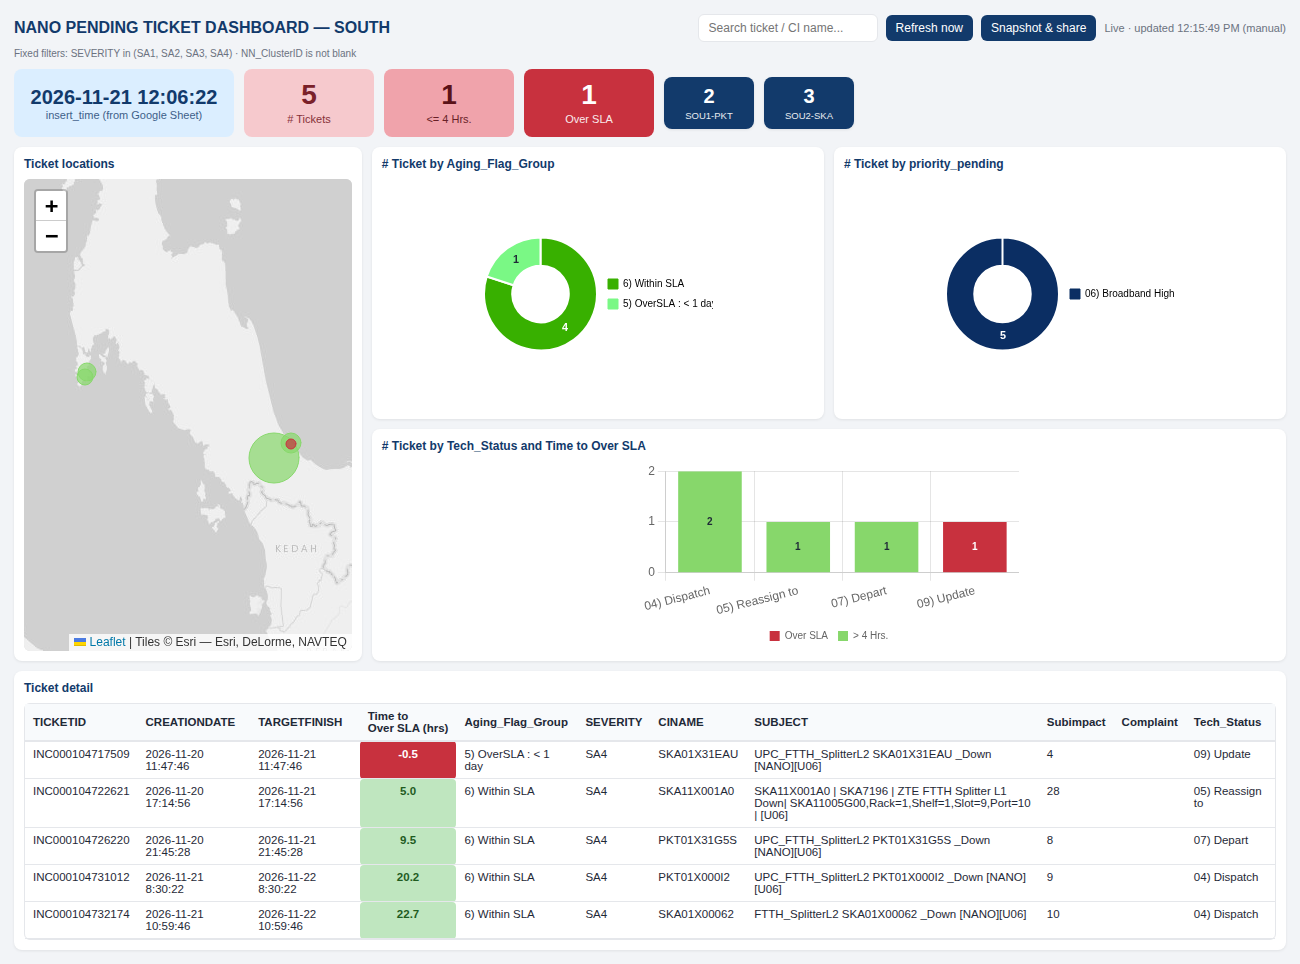 NANO PENDING TICKET DASHBOARD — SOUTH
Search ticket / CI name...
Refresh now
Snapshot & share
Live · updated 12:15:49 PM (manual)
Fixed filters: SEVERITY in (SA1, SA2, SA3, SA4) · NN_ClusterID is not blank
2026-11-21 12:06:22
insert_time (from Google Sheet)
5
# Tickets
1
<= 4 Hrs.
1
Over SLA
2
SOU1-PKT
3
SOU2-SKA
Ticket locations
+
−
KEDAH
Leaflet | Tiles © Esri — Esri, DeLorme, NAVTEQ
# Ticket by Aging_Flag_Group
1
4
6) Within SLA
5) OverSLA : < 1 day
# Ticket by priority_pending
5
06) Broadband High
# Ticket by Tech_Status and Time to Over SLA
2
1
0
2
1
1
1
04) Dispatch
05) Reassign to
07) Depart
09) Update
Over SLA
> 4 Hrs.
Ticket detail
TICKETID CREATIONDATE TARGETFINISH Time to Over SLA (hrs) Aging_Flag_Group SEVERITY CINAME SUBJECT Subimpact Complaint Tech_Status
INC000104717509 2026-11-20 11:47:46 2026-11-21 11:47:46 -0.5 5) OverSLA : < 1 day SA4 SKA01X31EAU UPC_FTTH_SplitterL2 SKA01X31EAU _Down [NANO][U06] 4 09) Update
INC000104722621 2026-11-20 17:14:56 2026-11-21 17:14:56 5.0 6) Within SLA SA4 SKA11X001A0 SKA11X001A0 | SKA7196 | ZTE FTTH Splitter L1 Down| SKA11005G00,Rack=1,Shelf=1,Slot=9,Port=10 | [U06] 28 05) Reassign to
INC000104726220 2026-11-20 21:45:28 2026-11-21 21:45:28 9.5 6) Within SLA SA4 PKT01X31G5S UPC_FTTH_SplitterL2 PKT01X31G5S _Down [NANO][U06] 8 07) Depart
INC000104731012 2026-11-21 8:30:22 2026-11-22 8:30:22 20.2 6) Within SLA SA4 PKT01X000I2 UPC_FTTH_SplitterL2 PKT01X000I2 _Down [NANO] [U06] 9 04) Dispatch
INC000104732174 2026-11-21 10:59:46 2026-11-22 10:59:46 22.7 6) Within SLA SA4 SKA01X00062 FTTH_SplitterL2 SKA01X00062 _Down [NANO][U06] 10 04) Dispatch